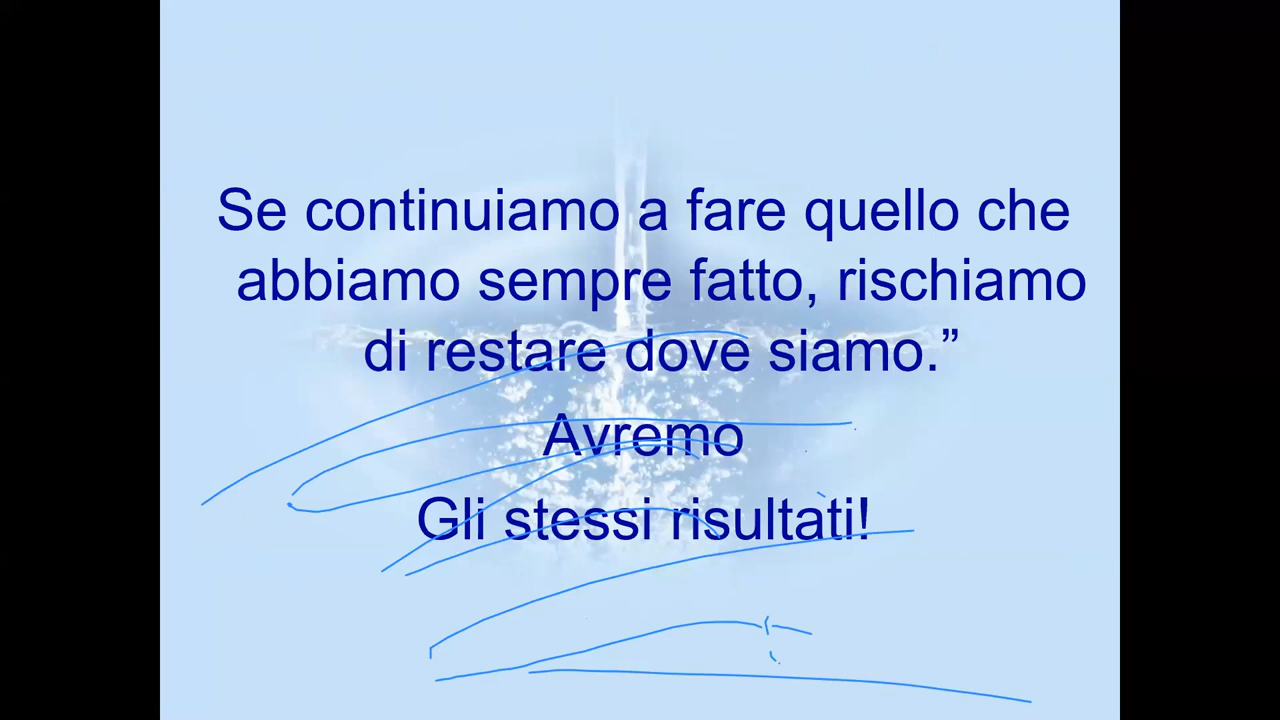 Se continuiamo a fare quello che
abbiamo sempre fatto, rischiamo
di restare dove siamo.”
Avremo
Gli stessi risultati!